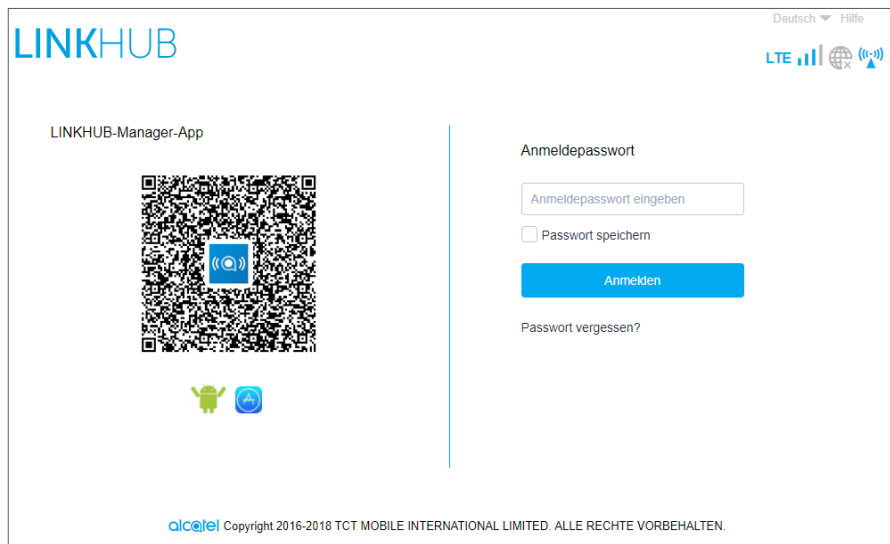 Deutsch Hilfe
LINKHUB
LTE
LINKHUB-Manager-App
Anmeldepasswort
Anmeldepasswort eingeben
Passwort speichern
Anmelden
Passwort vergessen?
alcatel Copyright 2016-2018 TCT MOBILE INTERNATIONAL LIMITED. ALLE RECHTE VORBEHALTEN.